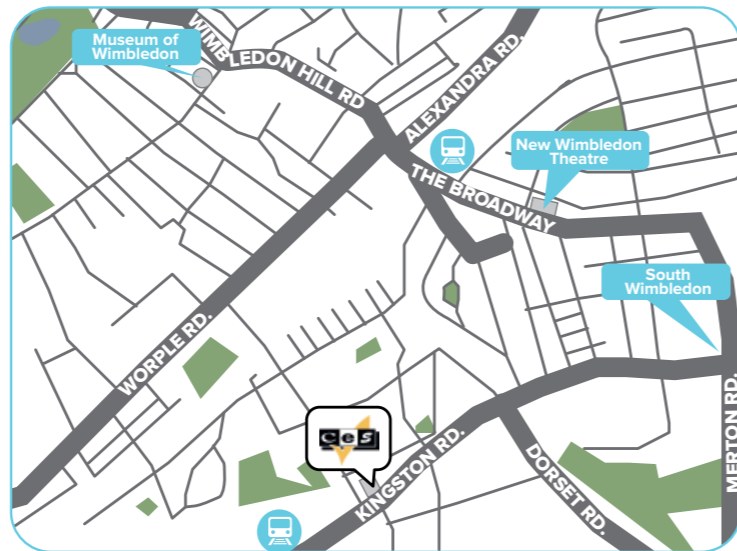 Museum of
Wimbledon
WIMBLEDON HILL RD
ALEXANDRA RD.
New Wimbledon
Theatre
THE BROADWAY
South
Wimbledon
WORPLE RD.
ces
KINGSTON RD.
DORSET RD.
MERTON RD.